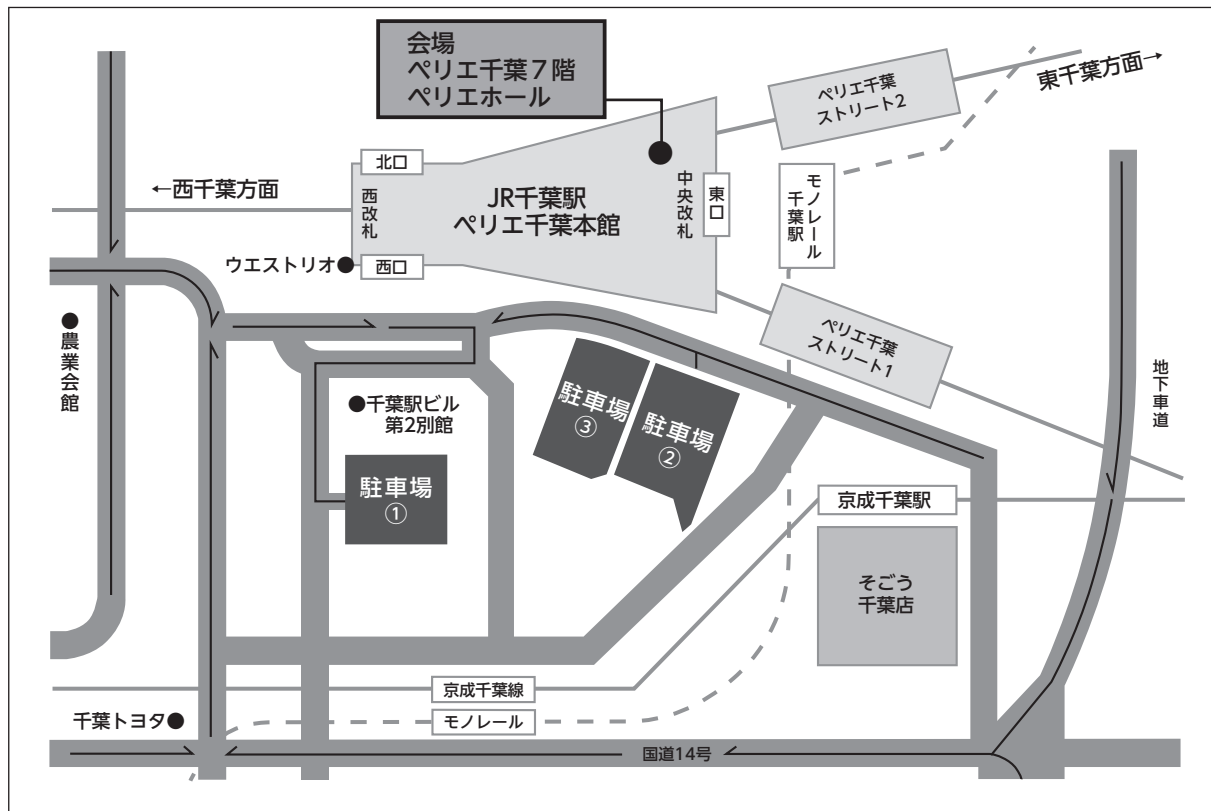 会場
ペリエ千葉7階
ペリエホール
ペリエ千葉
ストリート2
東千葉方面→
北口
←西千葉方面
西改札
JR千葉駅
ペリエ千葉本館
中央改札
東口
モノレール
千葉駅
ウエストリオ●
西口
●農業会館
ペリエ千葉
ストリート1
地下車道
●千葉駅ビル
第2別館
駐車場
③
駐車場
②
駐車場
①
京成千葉駅
そごう
千葉店
京成千葉線
千葉トヨタ●
モノレール
国道14号